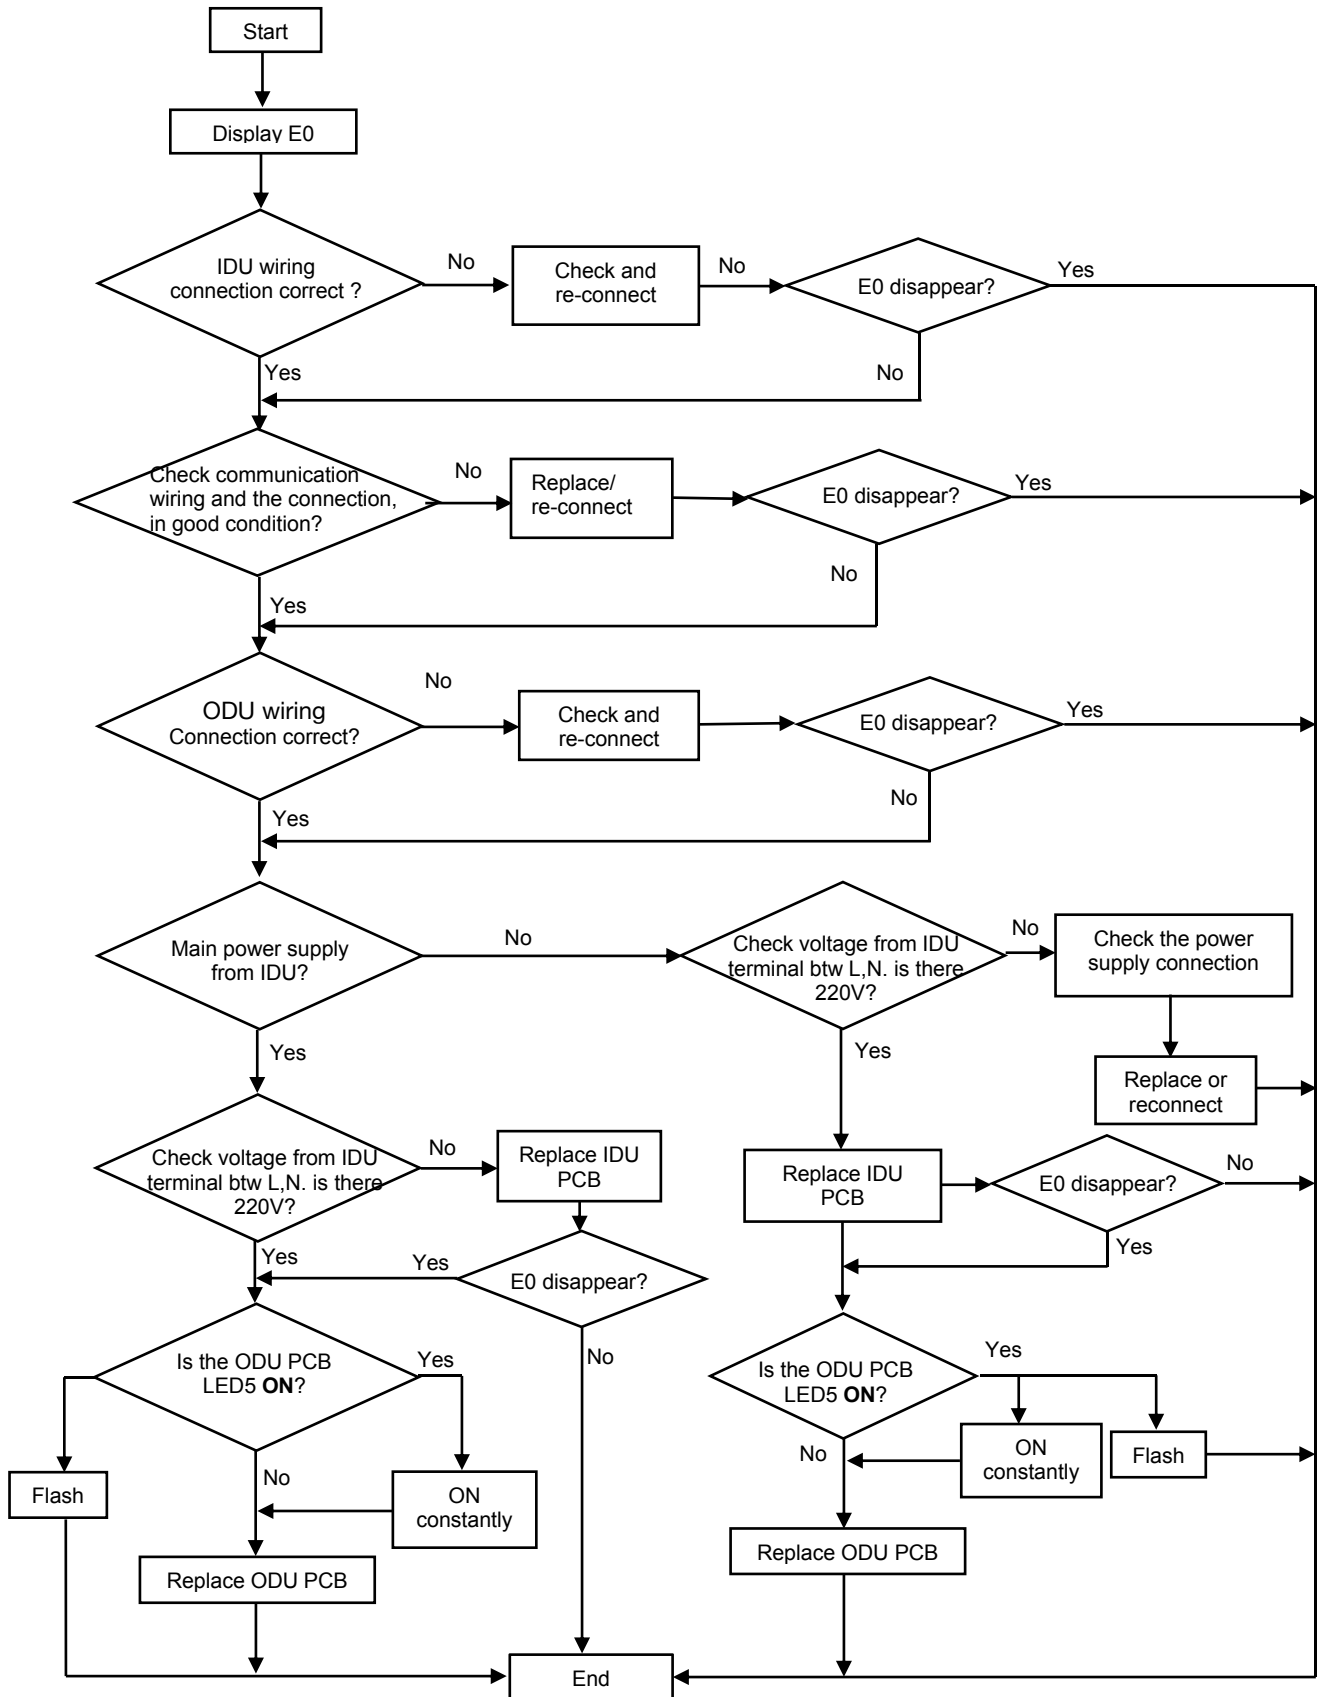 Start
Display E0
IDU wiring
connection correct ?
No
Check and
re-connect
No
E0 disappear?
Yes
Yes
No
Check communication
wiring and the connection,
in good condition?
No
Replace/
re-connect
E0 disappear?
Yes
No
Yes
ODU wiring
Connection correct?
No
Check and
re-connect
E0 disappear?
Yes
No
Yes
Main power supply
from IDU?
No
Check voltage from IDU
terminal btw L,N. is there
220V?
No
Check the power
supply connection
Yes
Yes
Replace or
reconnect
Check voltage from IDU
terminal btw L,N. is there
220V?
No
Replace IDU
PCB
Replace IDU
PCB
E0 disappear?
No
Yes
Yes
Yes
E0 disappear?
No
Is the ODU PCB
LED5 ON?
Yes
Is the ODU PCB
LED5 ON?
Yes
No
ON
constantly
Flash
Flash
No
ON
constantly
Replace ODU PCB
Replace ODU PCB
End